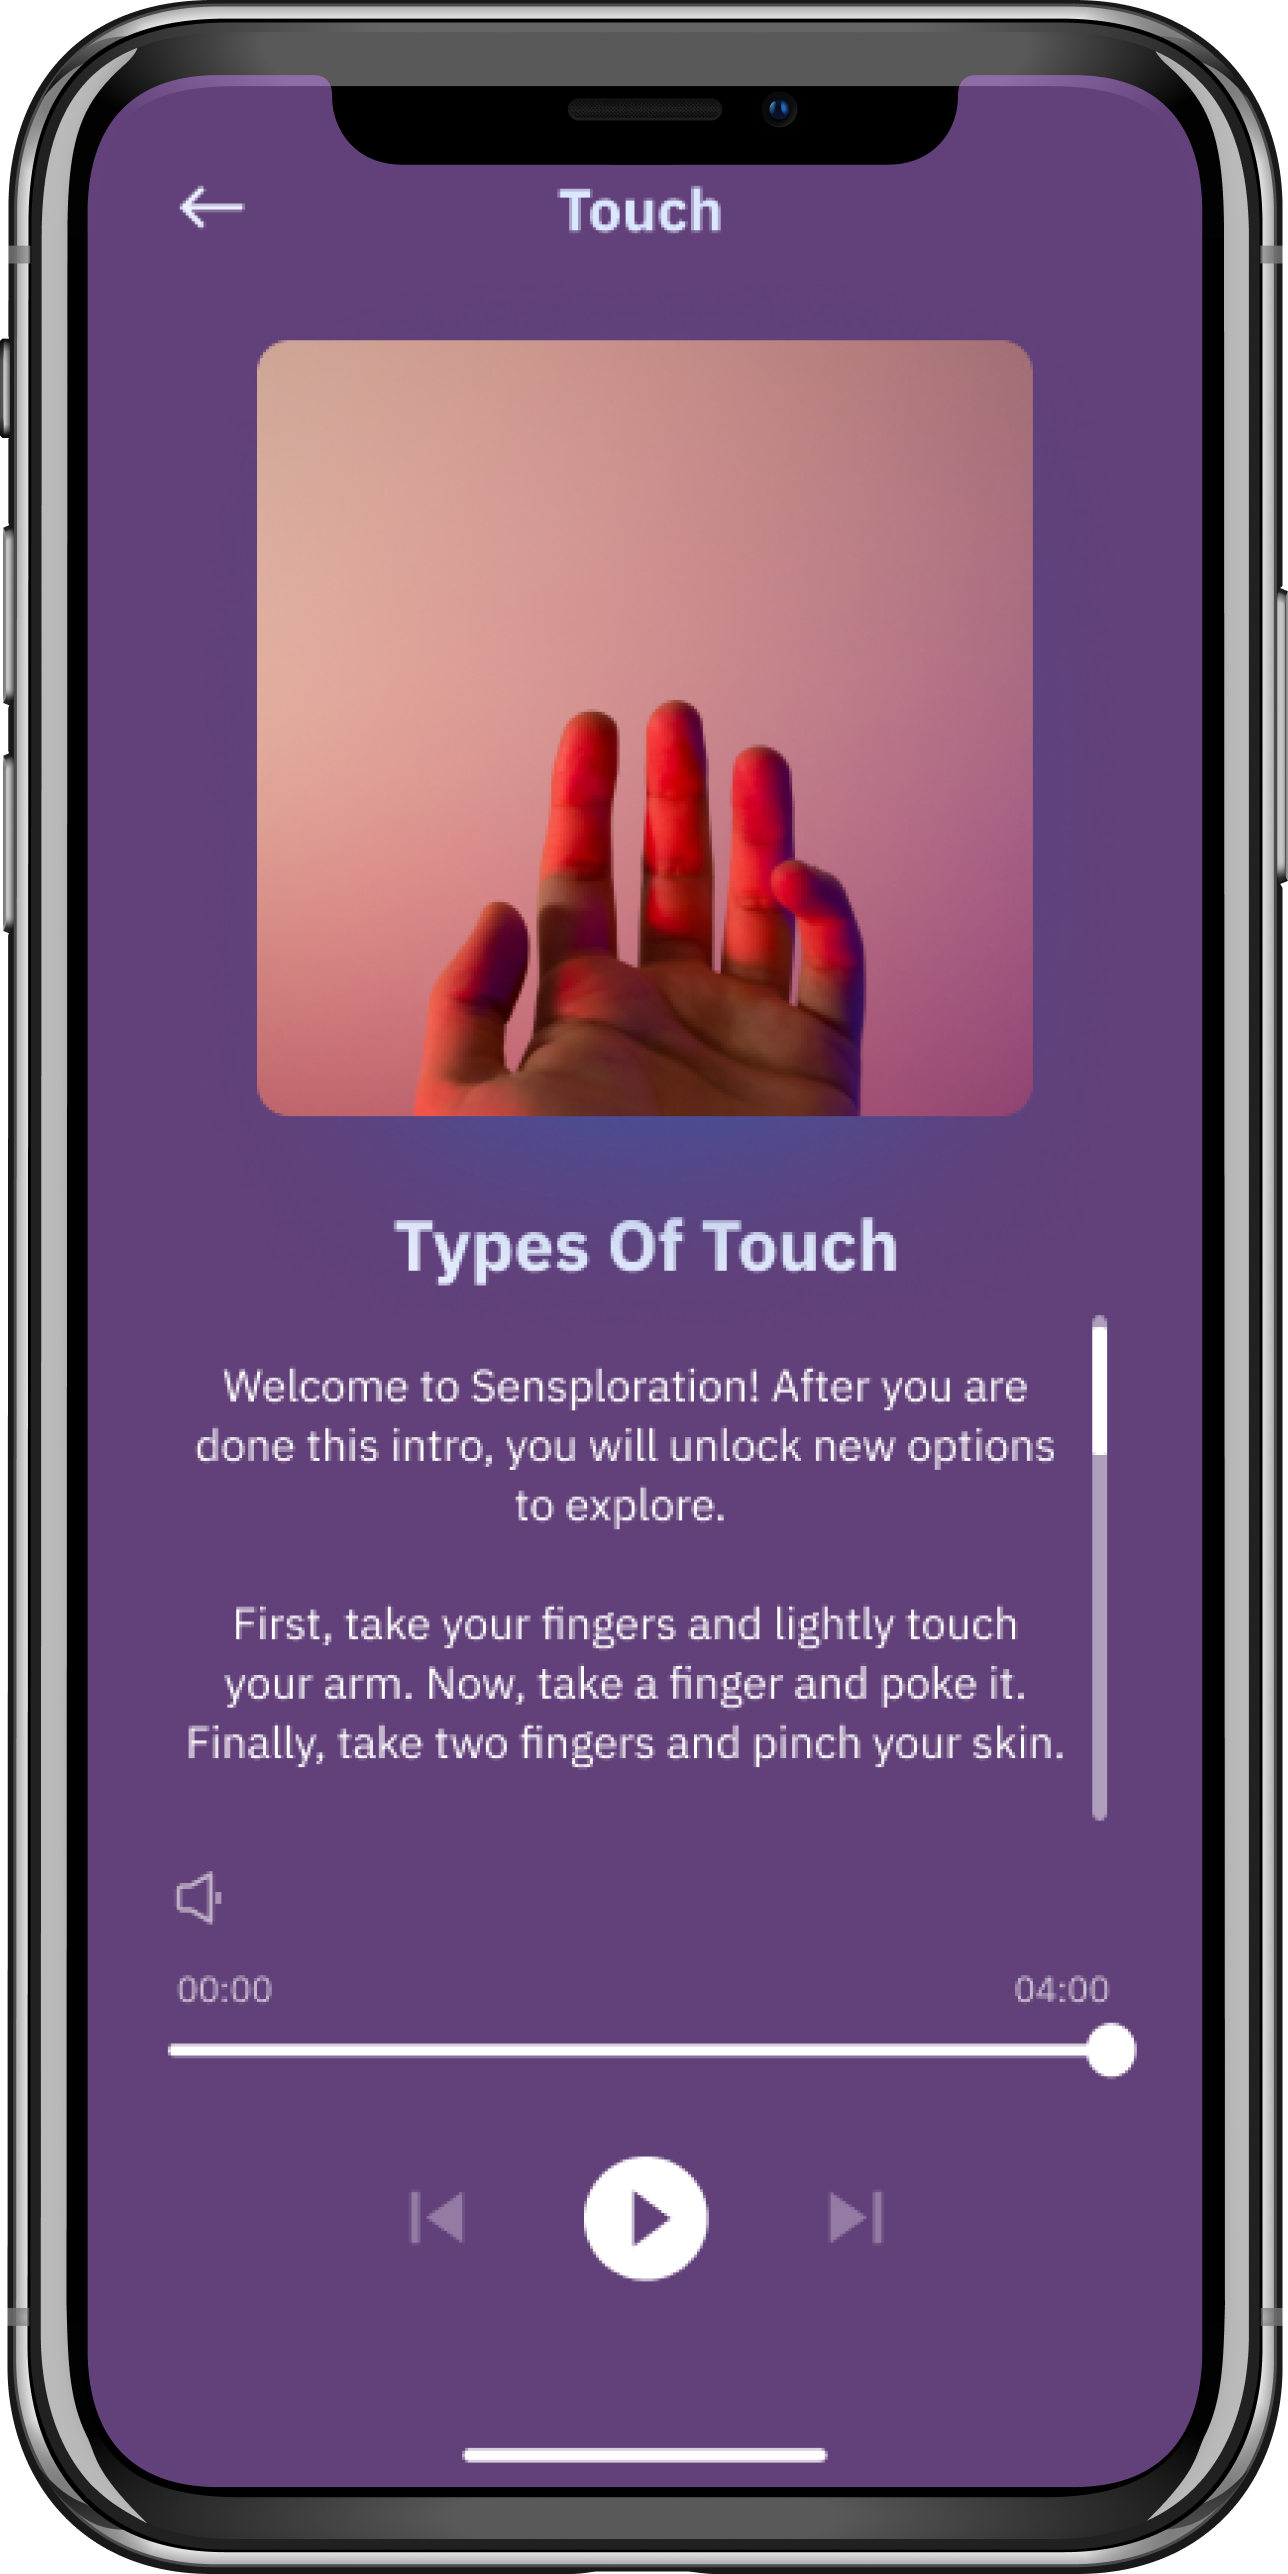 Touch
Types Of Touch
Welcome to Sensploration! After you are
done this intro, you will unlock new options
to explore.
First, take your fingers and lightly touch
your arm. Now, take a finger and poke it.
Finally, take two fingers and pinch your skin.
00:00 04:00